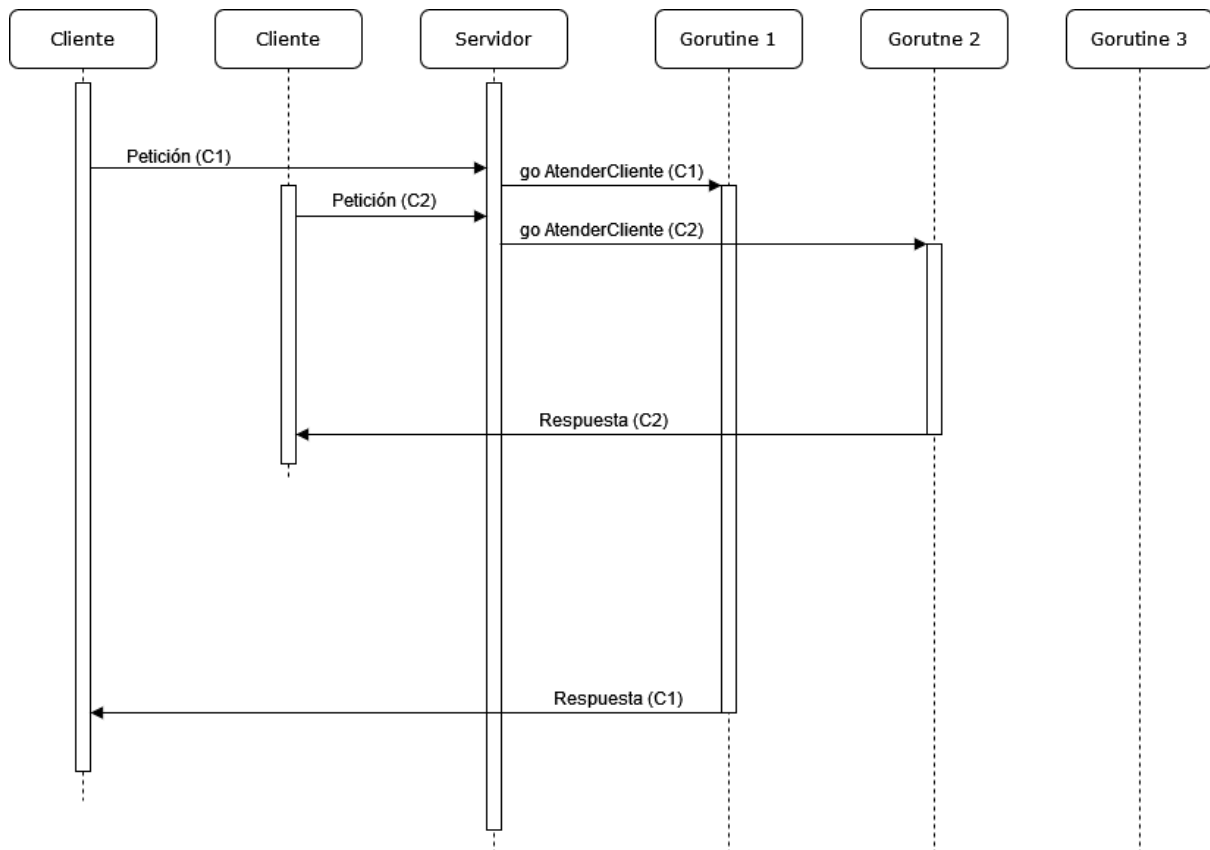 Cliente
Cliente
Servidor
Gorutine 1
Gorutne 2
Gorutine 3
Petición (C1)
go AtenderCliente (C1)
Petición (C2)
go AtenderCliente (C2)
Respuesta (C2)
Respuesta (C1)